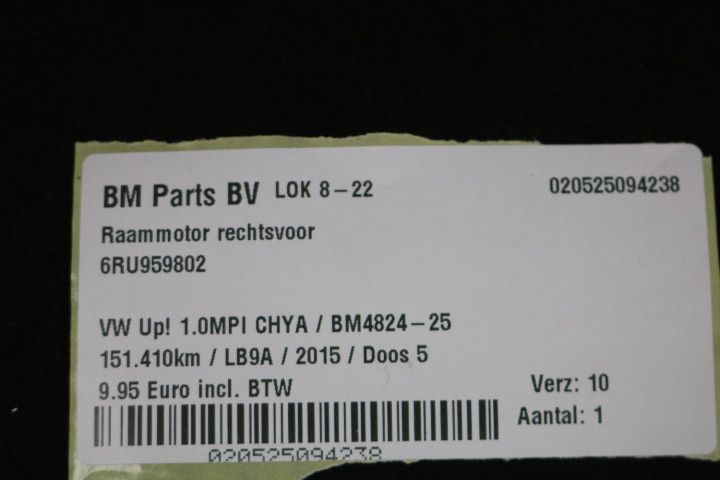 BM Parts BV LOK 8-22 020525094238
Raammotor rechtsvoor
6RU959802
VW Up! 1.0MPI CHYA / BM4824-25
151.410km / LB9A / 2015 / Doos 5
9.95 Euro incl. BTW Verz: 10
Aantal: 1
020525094238